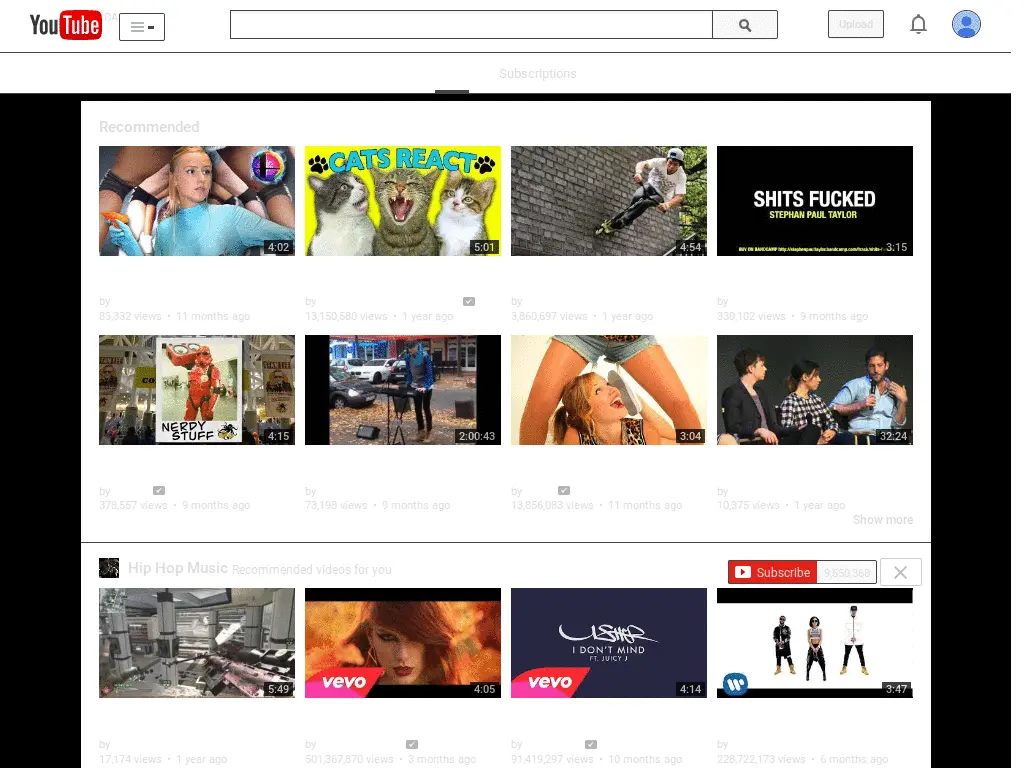 YouTube CA
Upload
Subscriptions
Recommended
4:02
CATS REACT
5:01
4:54
SHITS FUCKED
STEPHAN PAUL TAYLOR
3:15
by
83,332 views • 11 months ago
by
13,150,580 views • 1 year ago
by
3,860,697 views • 1 year ago
by
330,102 views • 9 months ago
NERDY
STUFF
4:15
2:00:43
3:04
32:24
by
378,557 views • 9 months ago
by
73,198 views • 9 months ago
by
13,856,083 views • 11 months ago
by
10,375 views • 1 year ago
Show more
Hip Hop Music Recommended videos for you
Subscribe 9,550,368
5:49
vevo
4:05
USHER
I DON'T MIND
FT. JUICY J
vevo
4:14
3:47
by
17,174 views • 1 year ago
by
501,367,870 views • 3 months ago
by
91,419,297 views • 10 months ago
by
228,722,173 views • 6 months ago